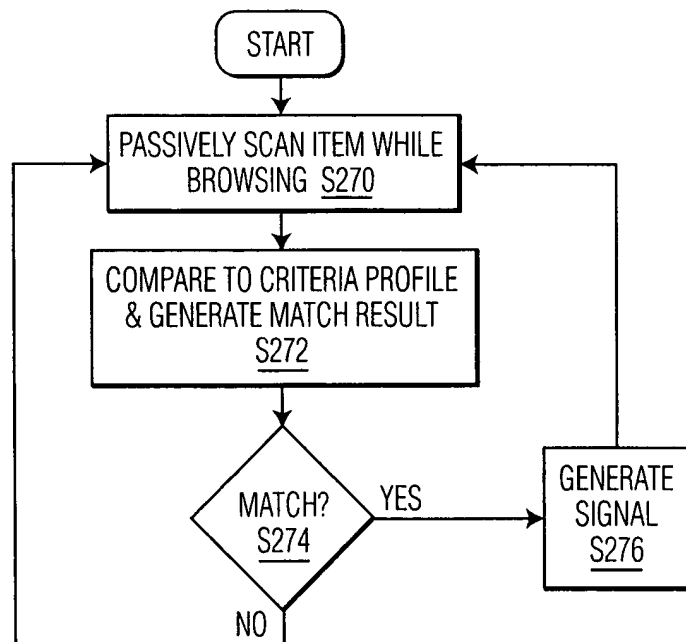 START
PASSIVELY SCAN ITEM WHILE
BROWSING S270
COMPARE TO CRITERIA PROFILE
& GENERATE MATCH RESULT
S272
MATCH?
S274
YES
GENERATE
SIGNAL
S276
NO